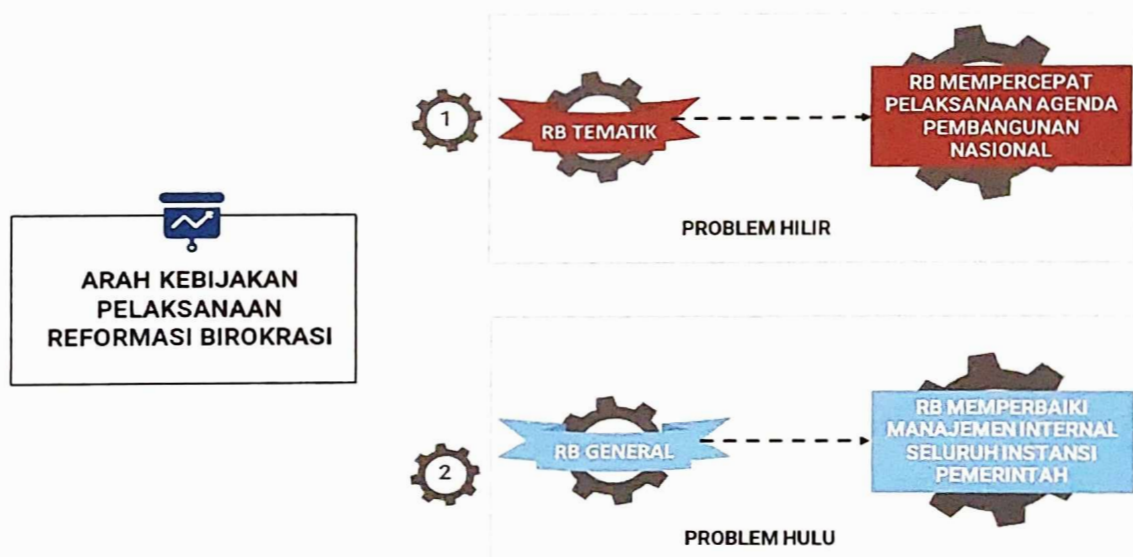 1
RB TEMATIK
RB MEMPERCEPAT
PELAKSANAAN AGENDA
PEMBANGUNAN
NASIONAL
PROBLEM HILIR
ARAH KEBIJAKAN
PELAKSANAAN
REFORMASI BIROKRASI
2
RB GENERAL
RB MEMPERBAIKI
MANAJEMEN INTERNAL
SELURUH INSTANSI
PEMERINTAH
PROBLEM HULU